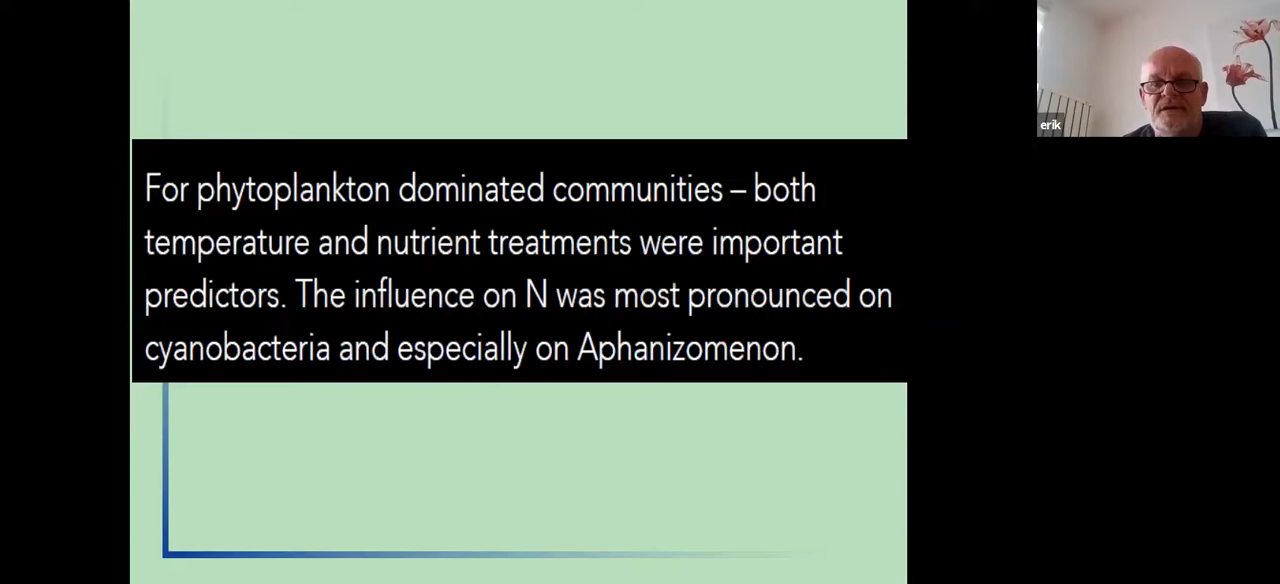 For phytoplankton dominated communities – both
temperature and nutrient treatments were important
predictors. The influence on N was most pronounced on
cyanobacteria and especially on Aphanizomenon.
erik